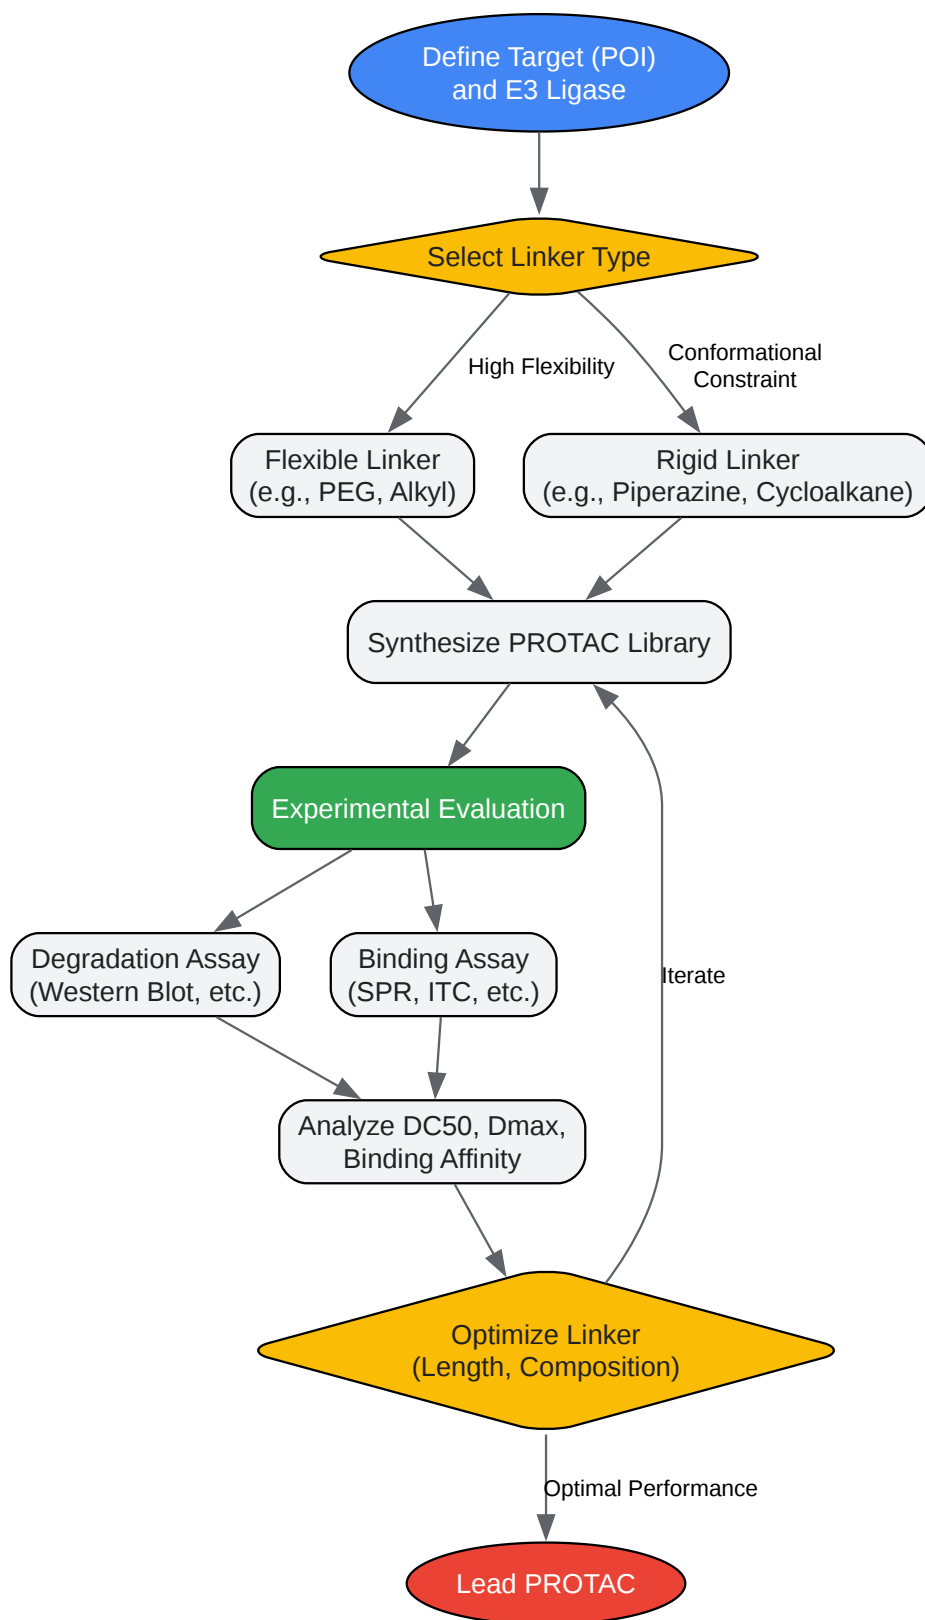 Define Target (POI)
and E3 Ligase
Select Linker Type
High Flexibility
Conformational
Constraint
Flexible Linker
(e.g., PEG, Alkyl)
Rigid Linker
(e.g., Piperazine, Cycloalkane)
Synthesize PROTAC Library
Experimental Evaluation
Degradation Assay
(Western Blot, etc.)
Binding Assay
(SPR, ITC, etc.)
Iterate
Analyze DC50, Dmax,
Binding Affinity
Optimize Linker
(Length, Composition)
Optimal Performance
Lead PROTAC